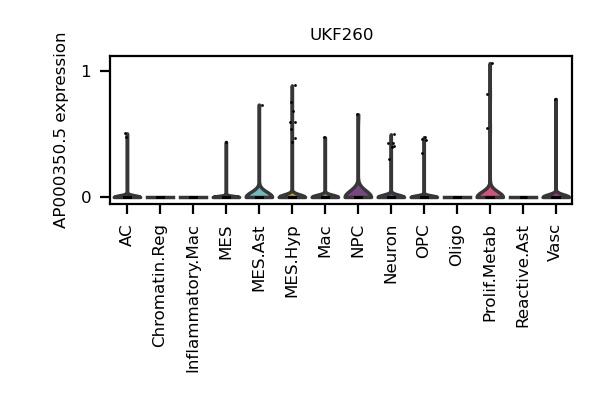 UKF260
AP000350.5 expression
1
0
AC
Chromatin.Reg
Inflammatory.Mac
MES
MES.Ast
MES.Hyp
Mac
NPC
Neuron
OPC
Oligo
Prolif.Metab
Reactive.Ast
Vasc